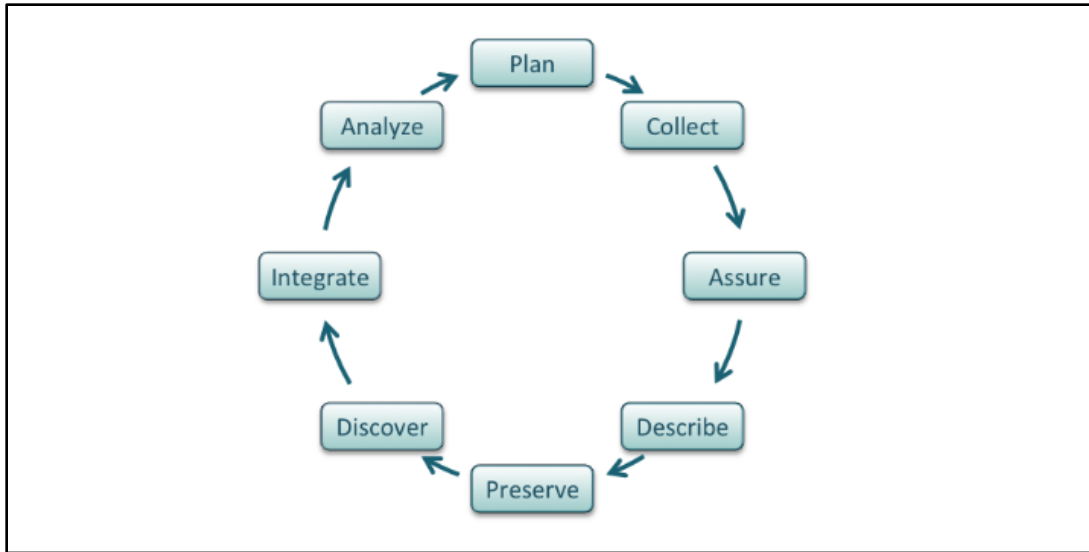 Plan
Collect
Assure
Describe
Preserve
Discover
Integrate
Analyze